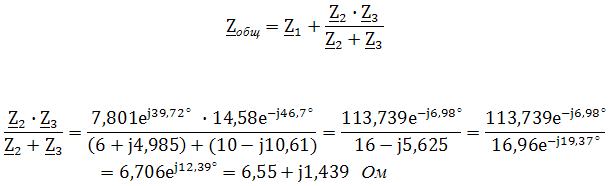 Z_общ = Z_1 + (Z_2 · Z_3)/(Z_2 + Z_3)
(Z_2 · Z_3)/(Z_2 + Z_3) = (7,801e^{j39,72°} · 14,58e^{−j46,7°})/((6 + j4,985) + (10 − j10,61)) = (113,739e^{−j6,98°})/(16 − j5,625) = (113,739e^{−j6,98°})/(16,96e^{−j19,37°})
= 6,706e^{j12,39°} = 6,55 + j1,439 Ом